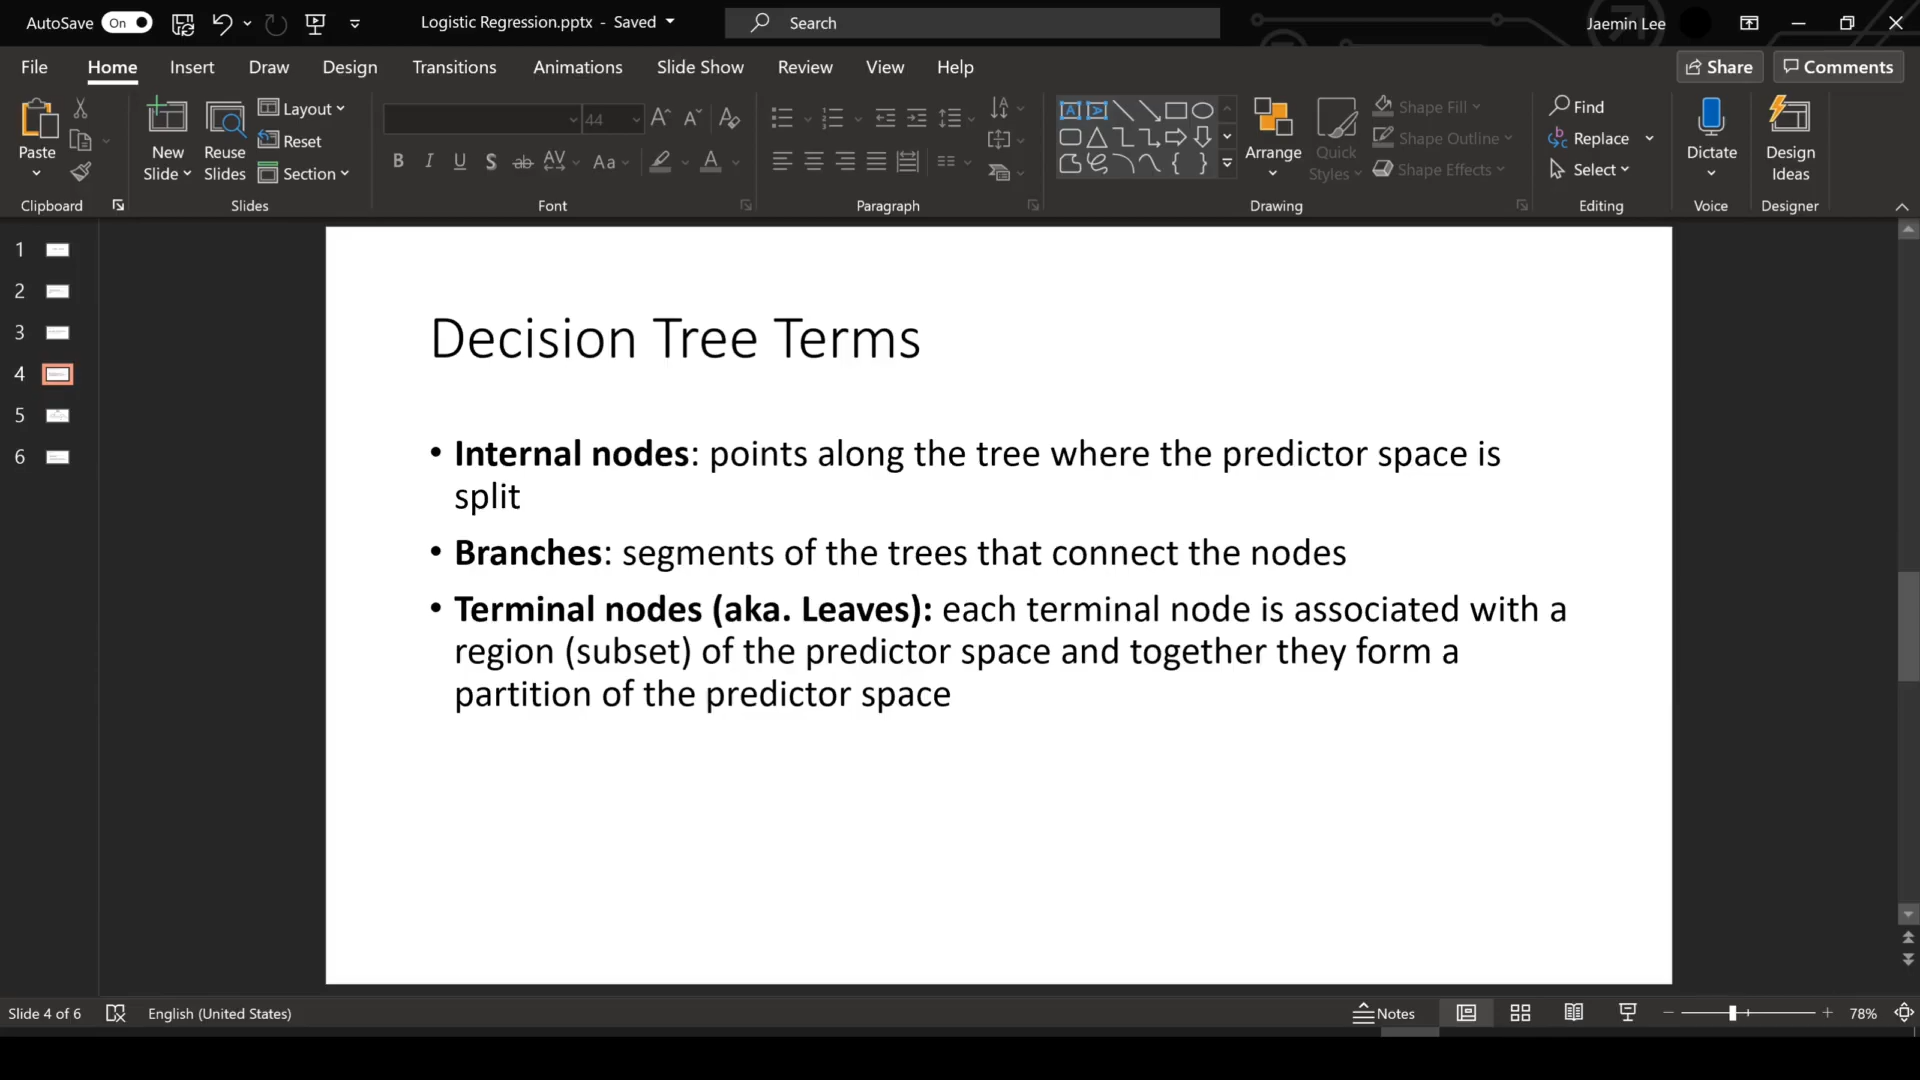 AutoSave On Logistic Regression.pptx - Saved Search Jaemin Lee
File Home Insert Draw Design Transitions Animations Slide Show Review View Help Share Comments
Paste
Clipboard
New Slide
Reuse Slides
Layout
Reset
Section
Slides
44
B I U S ab AV Aa A
Font
Paragraph
Arrange
Quick Styles
Shape Fill
Shape Outline
Shape Effects
Drawing
Find
Replace
Select
Editing
Dictate
Voice
Design Ideas
Designer
1
2
3
4
5
6
Decision Tree Terms
• Internal nodes: points along the tree where the predictor space is
split
• Branches: segments of the trees that connect the nodes
• Terminal nodes (aka. Leaves): each terminal node is associated with a
region (subset) of the predictor space and together they form a
partition of the predictor space
Slide 4 of 6 English (United States) Notes 78%